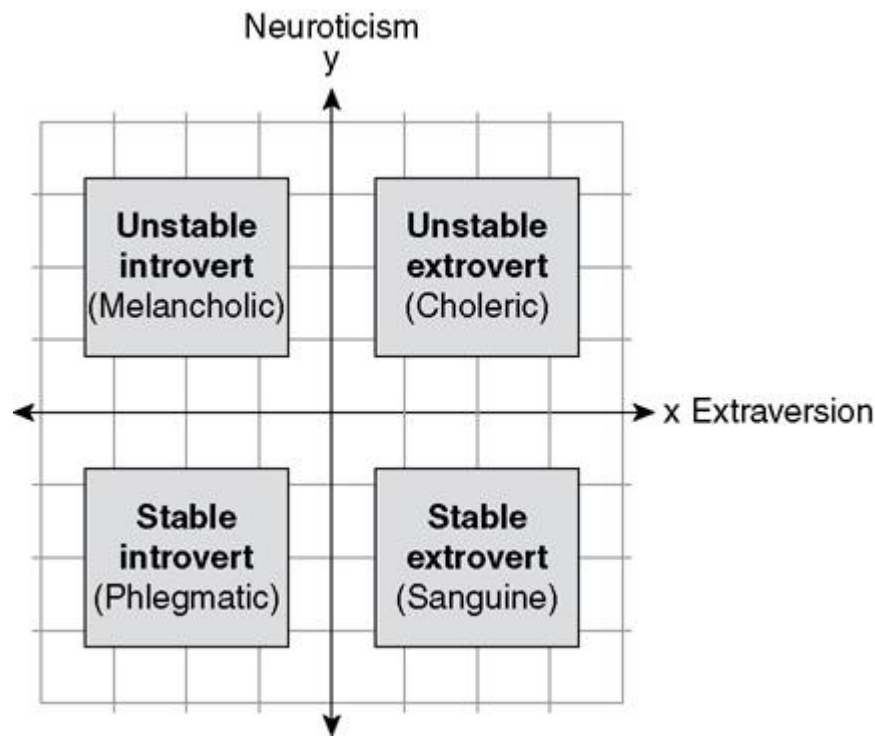 Neuroticism
y
Unstable
introvert
(Melancholic)
Unstable
extrovert
(Choleric)
x Extraversion
Stable
introvert
(Phlegmatic)
Stable
extrovert
(Sanguine)